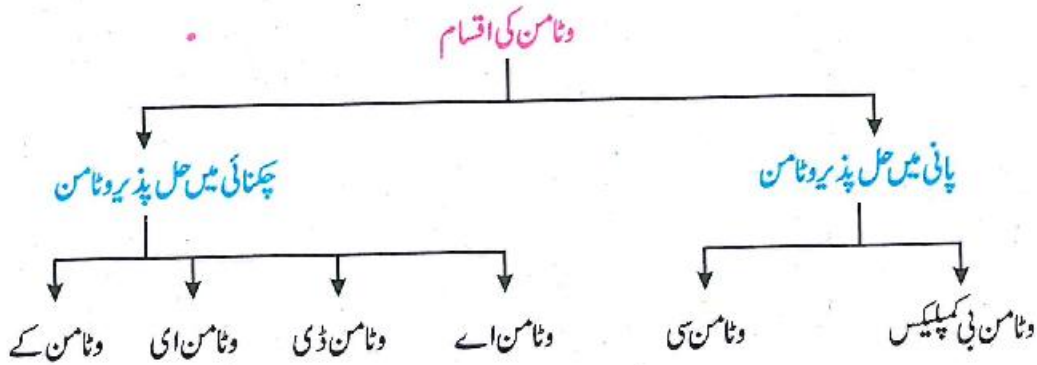 وٹامن کی اقسام
پانی میں حل پذیر وٹامن
چکنائی میں حل پذیر وٹامن
وٹامن بی کمپلیکس
وٹامن سی
وٹامن اے
وٹامن ڈی
وٹامن ای
وٹامن کے